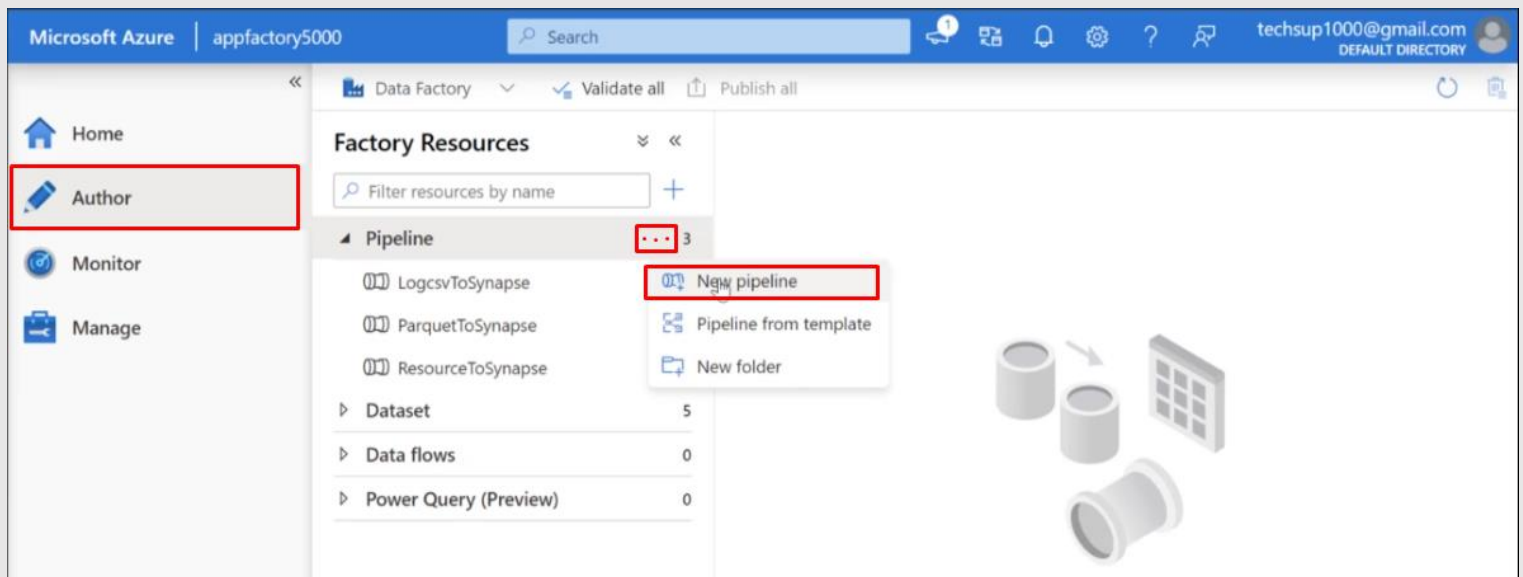 Microsoft Azure | appfactory5000
Search
1
techsup1000@gmail.com
DEFAULT DIRECTORY
Home
Author
Monitor
Manage
Data Factory
Validate all
Publish all
Factory Resources
Filter resources by name
Pipeline ... 3
LogcsvToSynapse
ParquetToSynapse
ResourceToSynapse
New pipeline
Pipeline from template
New folder
Dataset 5
Data flows 0
Power Query (Preview) 0